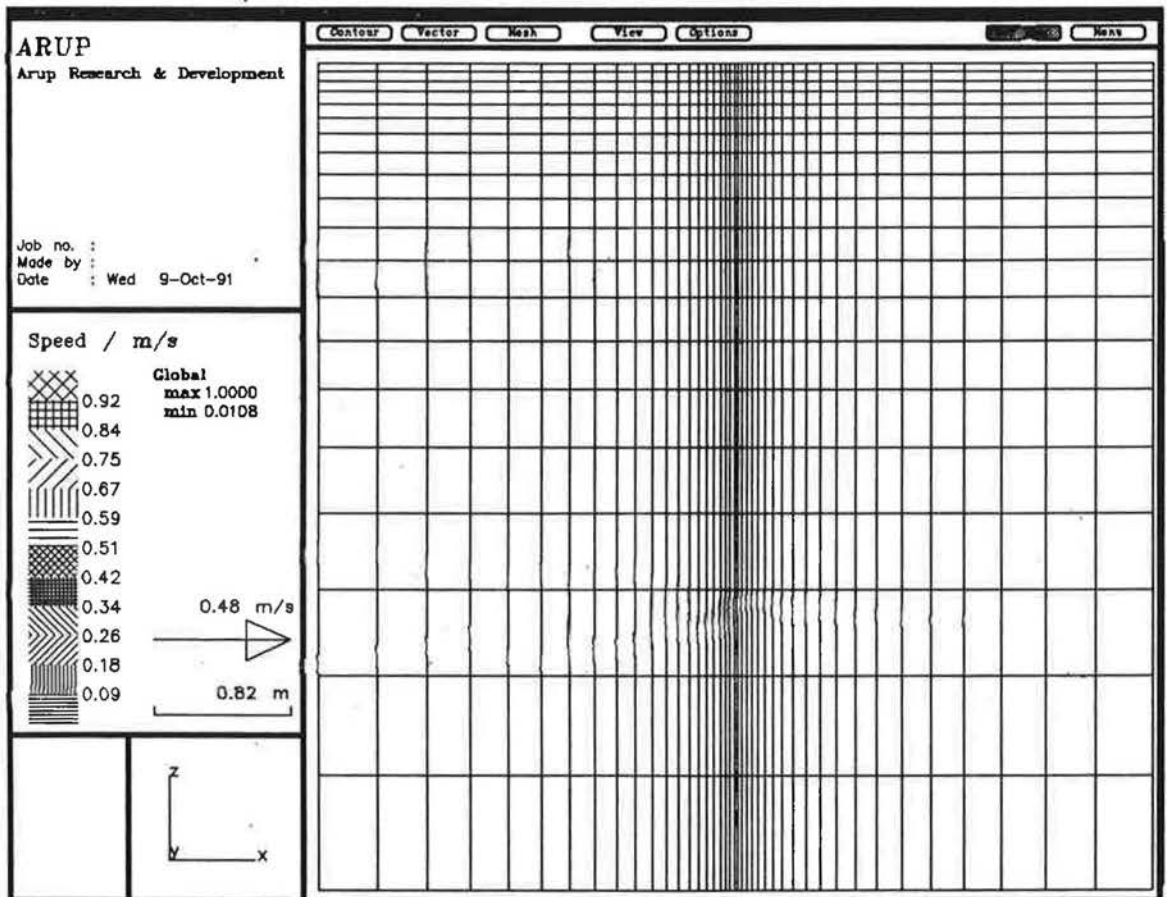 ARUP
Arup Research & Development
Job no. :
Made by :
Date : Wed 9-Oct-91
Contour Vector Mesh View Options Menu
Speed / m/s
Global
max 1.0000
min 0.0108
0.92
0.84
0.75
0.67
0.59
0.51
0.42
0.34
0.26
0.18
0.09
0.48 m/s
0.82 m
Z
Y X